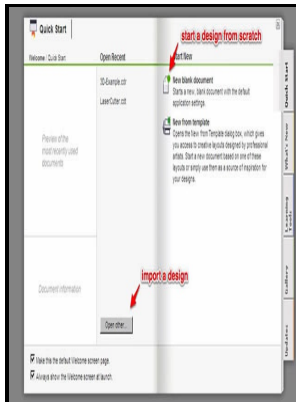 Quick Start
start a design from scratch
Welcome / Quick Start
Open Recent
Start New
3D-Example.cdr
LaserCutter.cdr
New blank document
Starts a new, blank document with the default
application settings.
New from template
Opens the New from Template dialog box, which gives
you access to creative layouts designed by professional
artists. Start a new document based on one of these
layouts or simply use them as a source of inspiration for
your designs.
Preview of the
most recently used
documents
Document information
import a design
Open other...
Make this the default Welcome screen page.
Always show the Welcome screen at launch.
Quick Start
What's New
Learning
Tools
Gallery
Updates